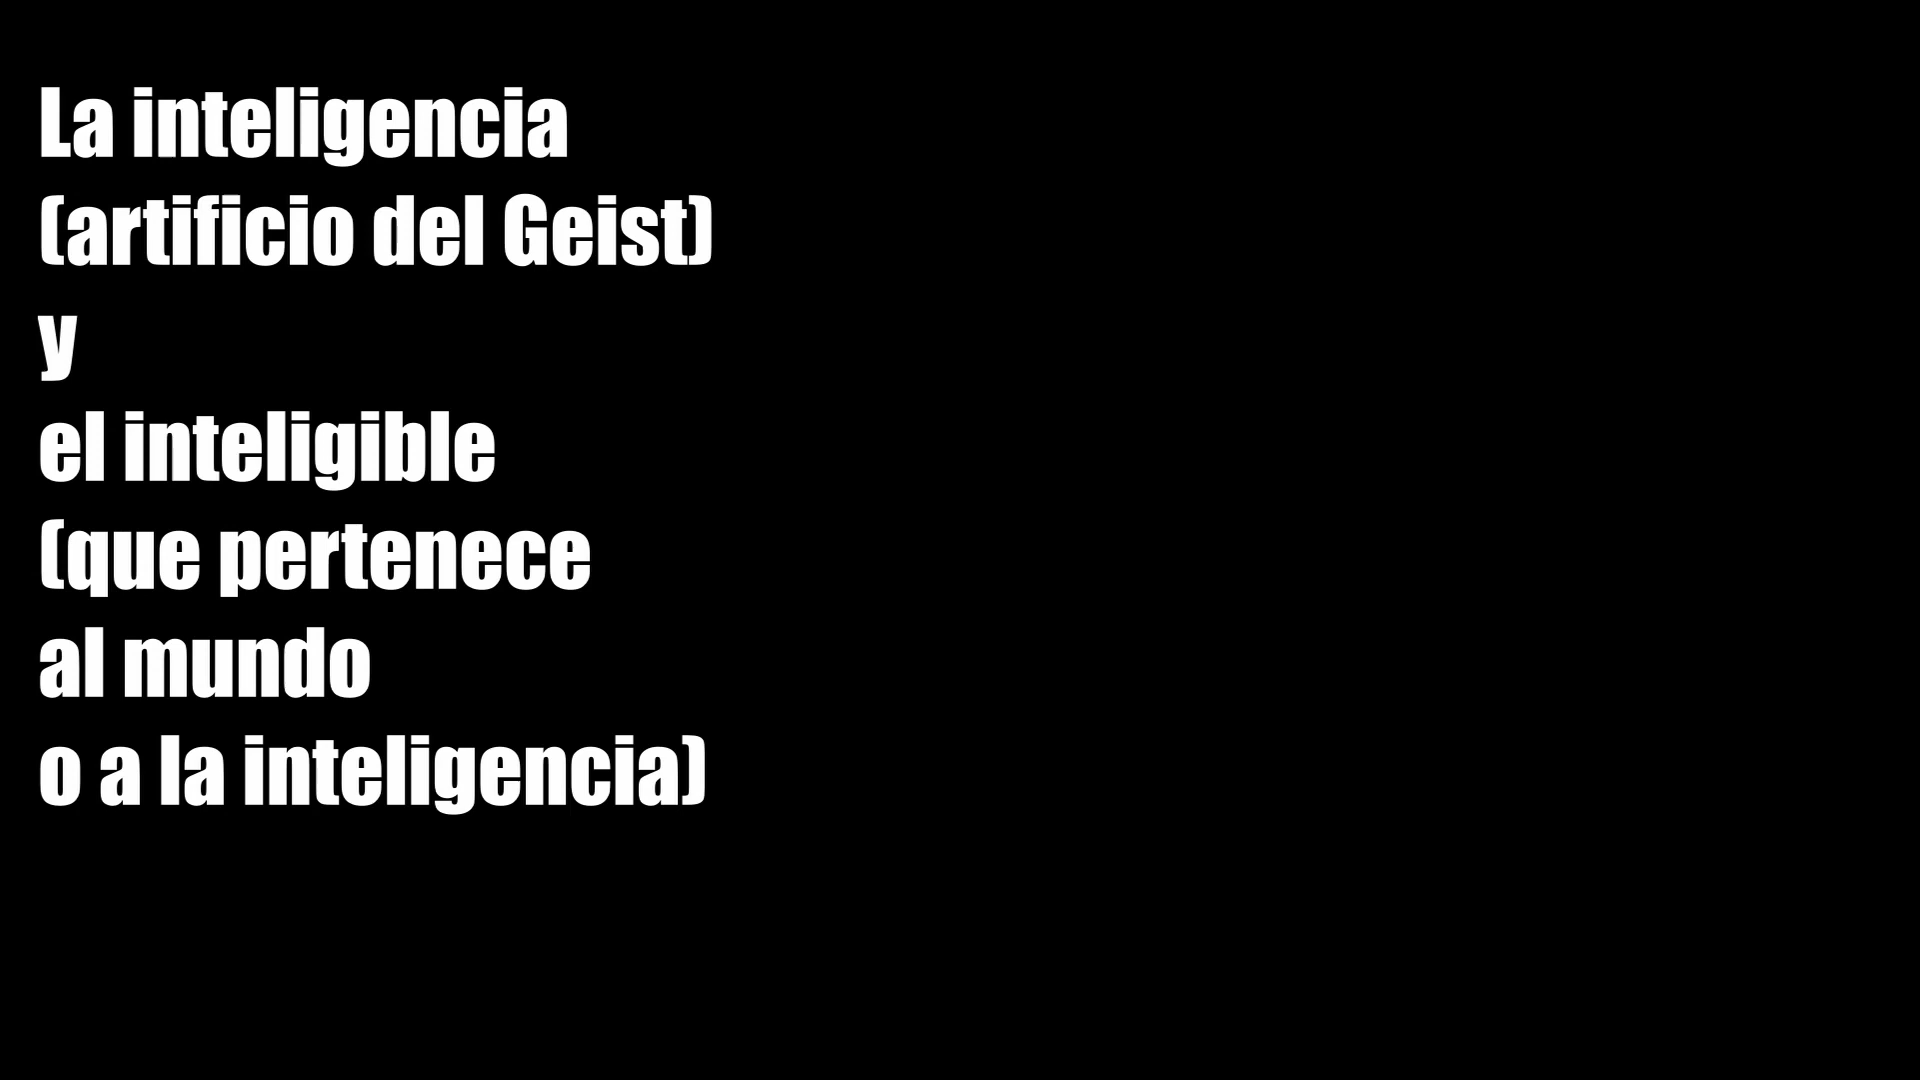 La inteligencia
(artificio del Geist)
y
el inteligible
(que pertenece
al mundo
o a la inteligencia)